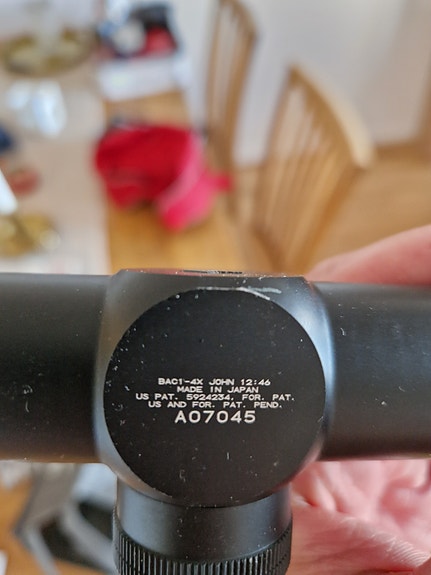 BAC1-4X JOHN 12:46
MADE IN JAPAN
US PAT. 5924234, FOR. PAT.
US AND FOR. PAT. PEND.
A07045